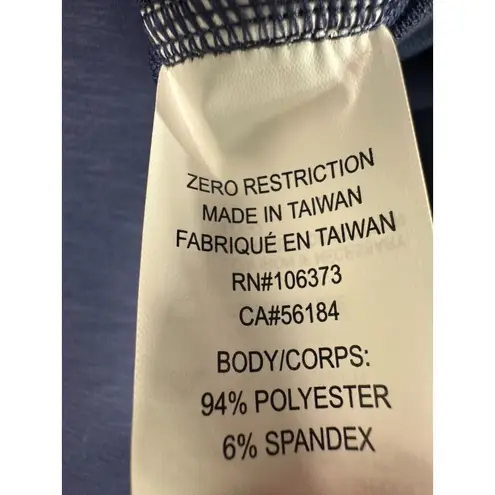 ZERO RESTRICTION
MADE IN TAIWAN
FABRIQUÉ EN TAIWAN
RN#106373
CA#56184
BODY/CORPS:
94% POLYESTER
6% SPANDEX